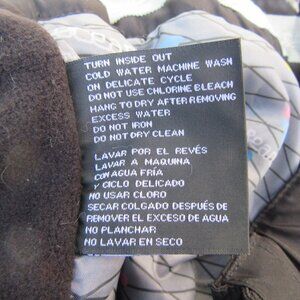 TURN INSIDE OUT
COLD WATER MACHINE WASH
ON DELICATE CYCLE
DO NOT USE CHLORINE BLEACH
HANG TO DRY AFTER REMOVING
EXCESS WATER
DO NOT IRON
DO NOT DRY CLEAN
LAVAR POR EL REVÉS
LAVAR A MAQUINA
CON AGUA FRÍA
Y CICLO DELICADO
NO USAR CLORO
SECAR COLGADO DESPUÉS DE
REMOVER EL EXCESO DE AGUA
NO PLANCHAR
NO LAVAR EN SECO